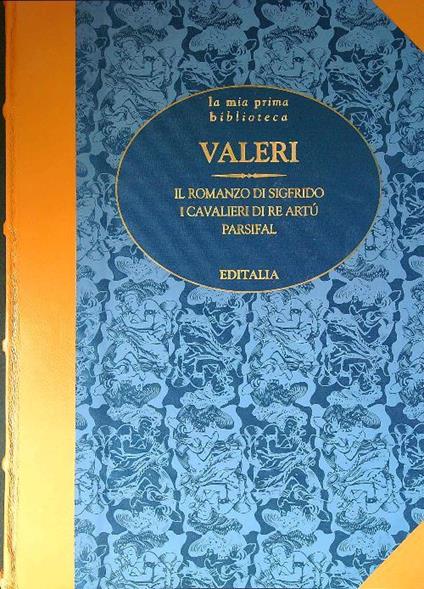 la mia prima
biblioteca
VALERI
IL ROMANZO DI SIGFRIDO
I CAVALIERI DI RE ARTÚ
PARSIFAL
EDITALIA